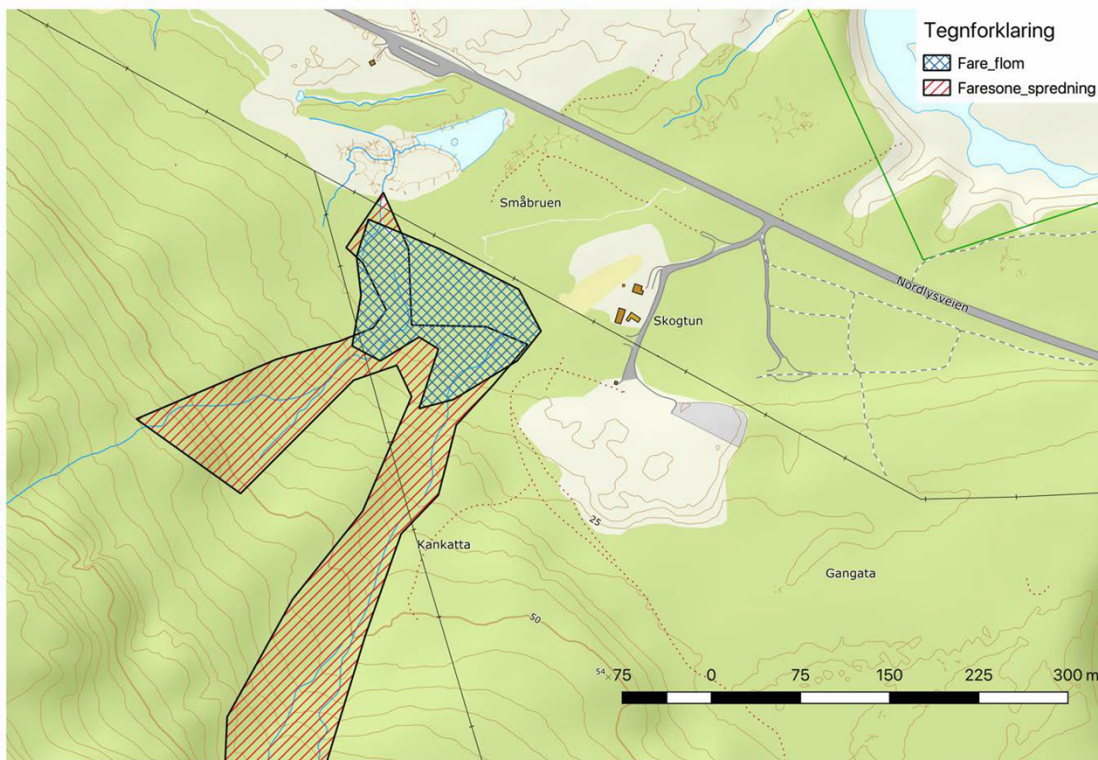 Tegnforklaring
Fare_flom
Faresone_spredning
Småbruen
Nordlysveien
Skogtun
25
Kankatta
Gangata
50
54
75 0 75 150 225 300 m